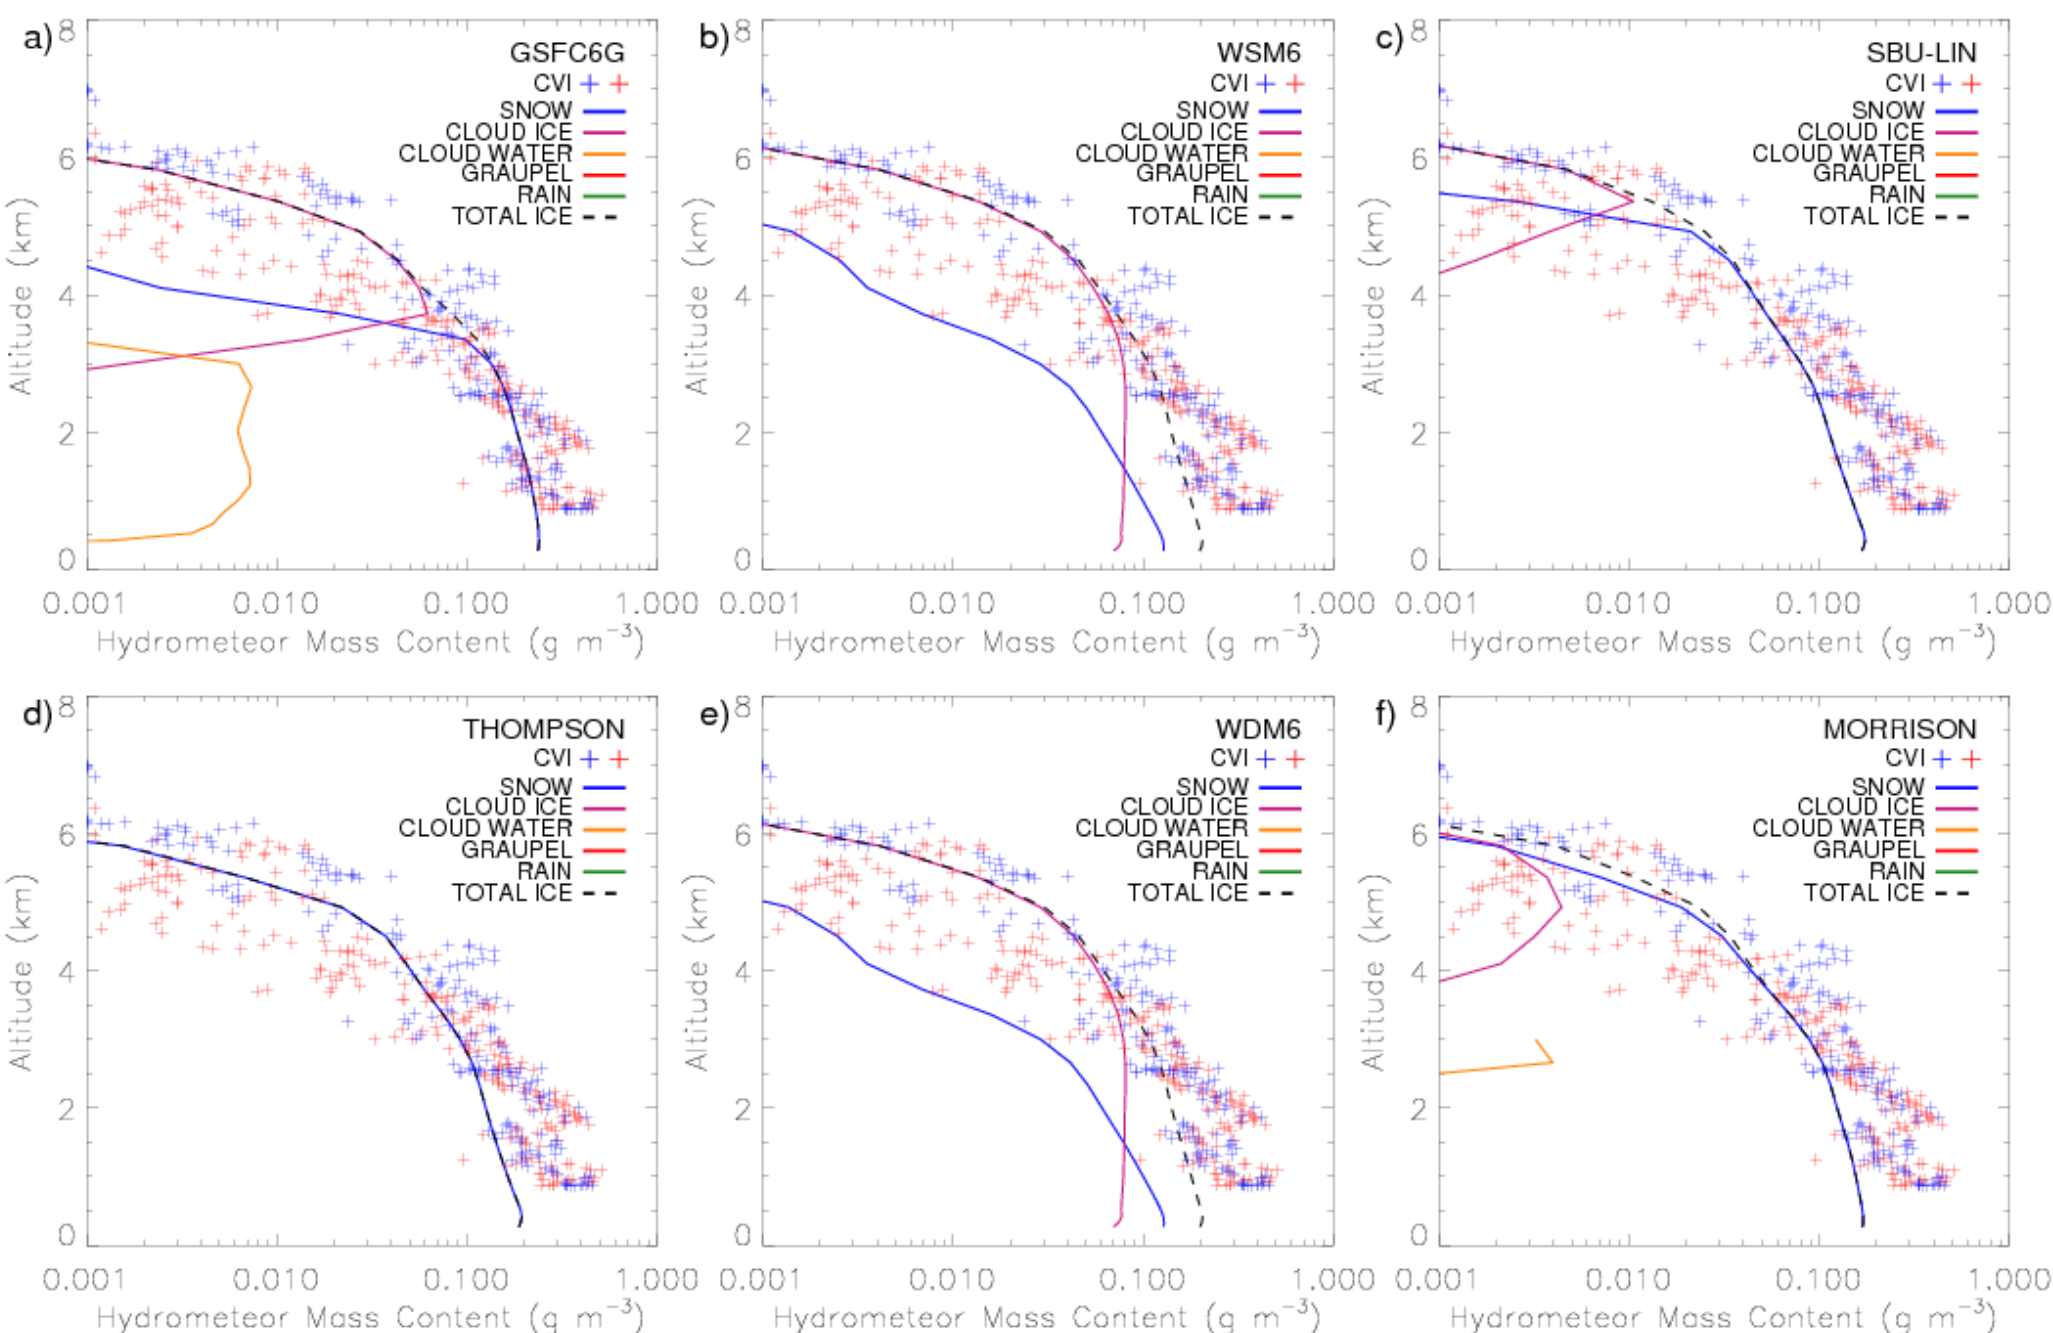 a)
GSFC6G
CVI
SNOW
CLOUD ICE
CLOUD WATER
GRAUPEL
RAIN
TOTAL ICE
8
6
4
2
0
Altitude (km)
0.001 0.010 0.100 1.000
Hydrometeor Mass Content (g m⁻³)
b)
WSM6
CVI
SNOW
CLOUD ICE
CLOUD WATER
GRAUPEL
RAIN
TOTAL ICE
8
6
4
2
0
Altitude (km)
0.001 0.010 0.100 1.000
Hydrometeor Mass Content (g m⁻³)
c)
SBU-LIN
CVI
SNOW
CLOUD ICE
CLOUD WATER
GRAUPEL
RAIN
TOTAL ICE
8
6
4
2
0
Altitude (km)
0.001 0.010 0.100 1.000
Hydrometeor Mass Content (g m⁻³)
d)
THOMPSON
CVI
SNOW
CLOUD ICE
CLOUD WATER
GRAUPEL
RAIN
TOTAL ICE
8
6
4
2
0
Altitude (km)
0.001 0.010 0.100 1.000
Hydrometeor Mass Content (g m⁻³)
e)
WDM6
CVI
SNOW
CLOUD ICE
CLOUD WATER
GRAUPEL
RAIN
TOTAL ICE
8
6
4
2
0
Altitude (km)
0.001 0.010 0.100 1.000
Hydrometeor Mass Content (g m⁻³)
f)
MORRISON
CVI
SNOW
CLOUD ICE
CLOUD WATER
GRAUPEL
RAIN
TOTAL ICE
8
6
4
2
0
Altitude (km)
0.001 0.010 0.100 1.000
Hydrometeor Mass Content (g m⁻³)